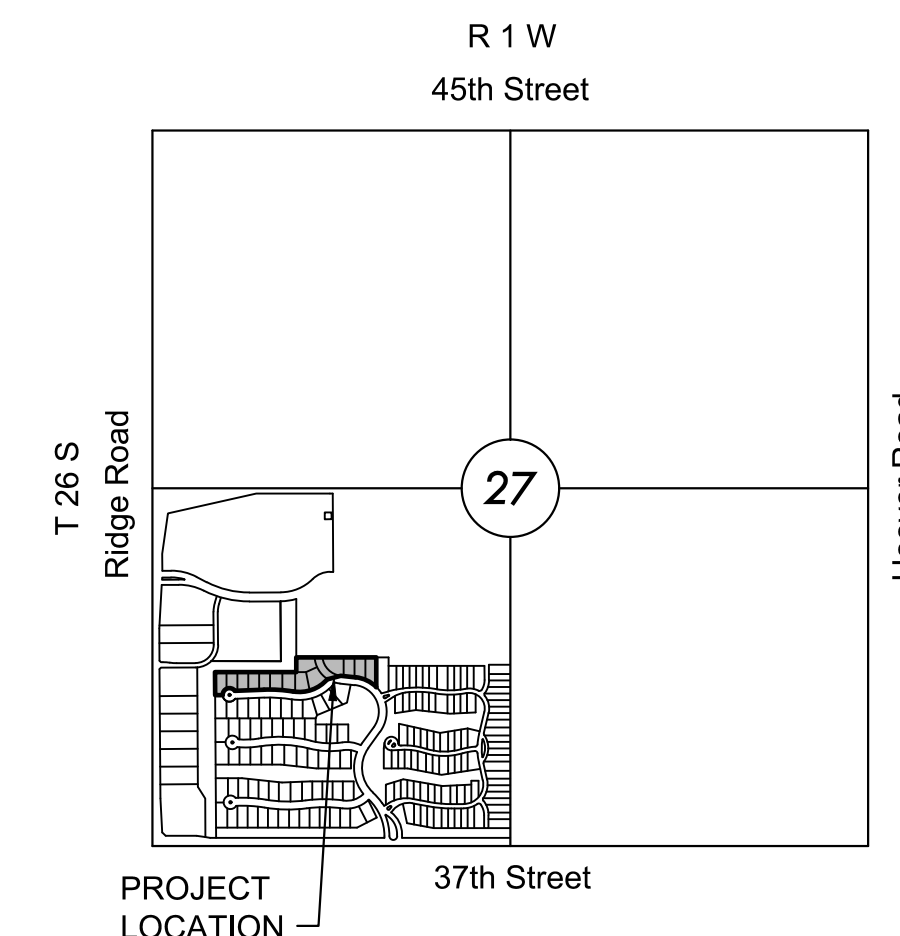 R 1 W
45th Street
T 26 S
Ridge Road
27
37th Street
PROJECT
LOCATION